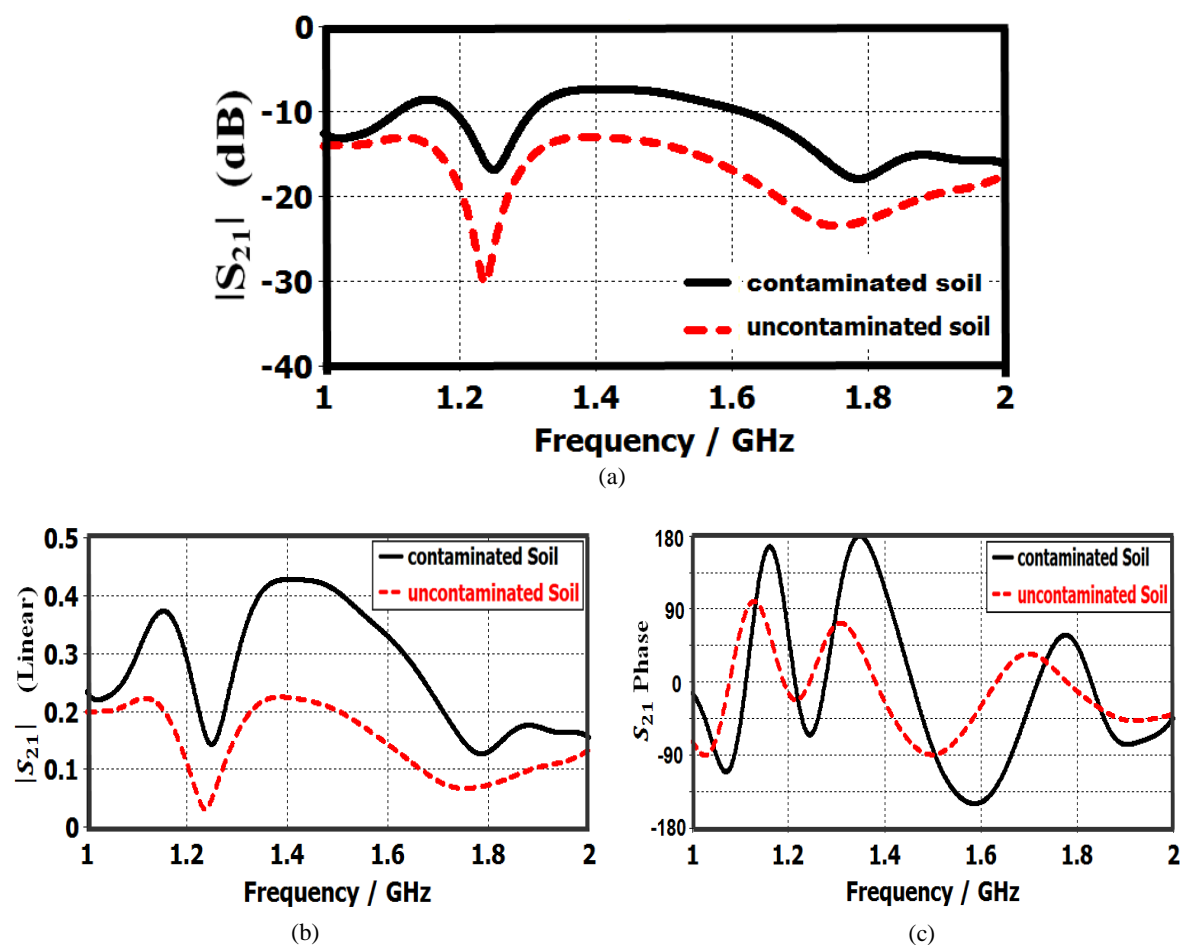 0
-10
-20
-30
-40
|S21| (dB)
contaminated soil
uncontaminated soil
1 1.2 1.4 1.6 1.8 2
Frequency / GHz
(a)
0.5
0.4
0.3
0.2
0.1
0
|S21| (Linear)
contaminated Soil
uncontaminated Soil
1 1.2 1.4 1.6 1.8 2
Frequency / GHz
(b)
180
90
0
-90
-180
S21 Phase
contaminated Soil
uncontaminated Soil
1 1.2 1.4 1.6 1.8 2
Frequency / GHz
(c)